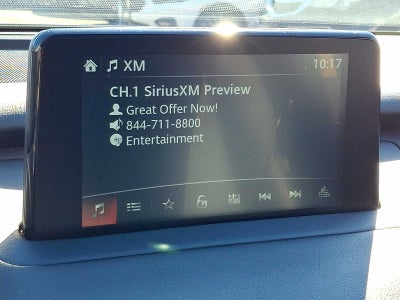 XM 10:17
CH.1 SiriusXM Preview
Great Offer Now!
844-711-8800
Entertainment